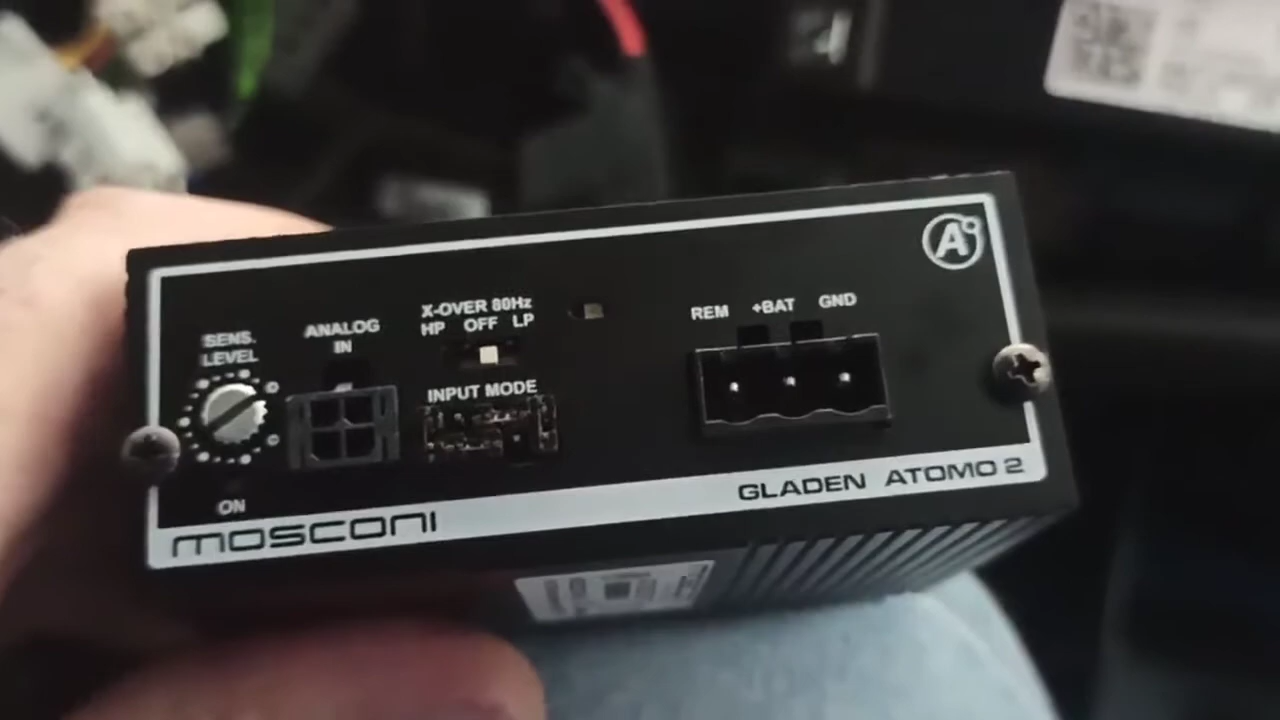 SENS.
LEVEL
ANALOG
IN
X-OVER 80Hz
HP OFF LP
INPUT MODE
REM +BAT GND
A
ON
MOSCONI
GLADEN ATOMO 2